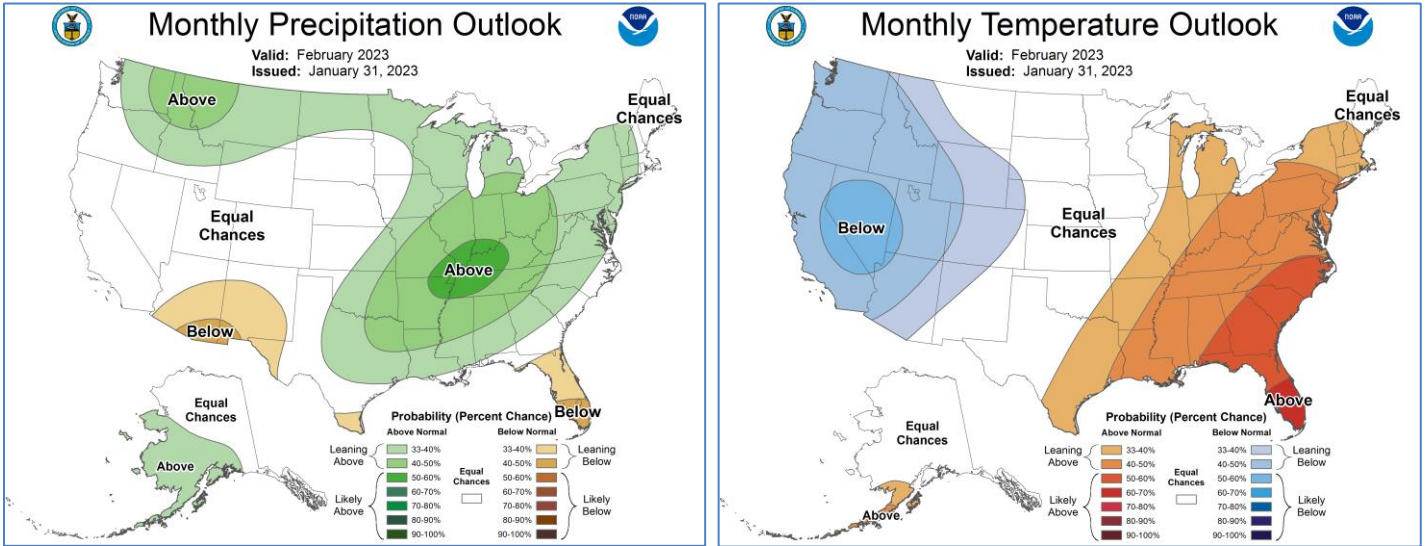 Monthly Precipitation Outlook
NOAA
Valid: February 2023
Issued: January 31, 2023
Above
Equal
Chances
Equal
Chances
Above
Below
Equal
Chances
Above
Below
Probability (Percent Chance)
Above Normal
Below Normal
Leaning
Above
33-40%
40-50%
50-60%
60-70%
70-80%
80-90%
90-100%
Likely
Above
Equal
Chances
33-40%
40-50%
50-60%
60-70%
70-80%
80-90%
90-100%
Leaning
Below
Likely
Below
Monthly Temperature Outlook
NOAA
Valid: February 2023
Issued: January 31, 2023
Equal
Chances
Below
Equal
Chances
Above
Equal
Chances
Above
Probability (Percent Chance)
Above Normal
Below Normal
Leaning
Above
33-40%
40-50%
50-60%
60-70%
70-80%
80-90%
90-100%
Likely
Above
Equal
Chances
33-40%
40-50%
50-60%
60-70%
70-80%
80-90%
90-100%
Leaning
Below
Likely
Below